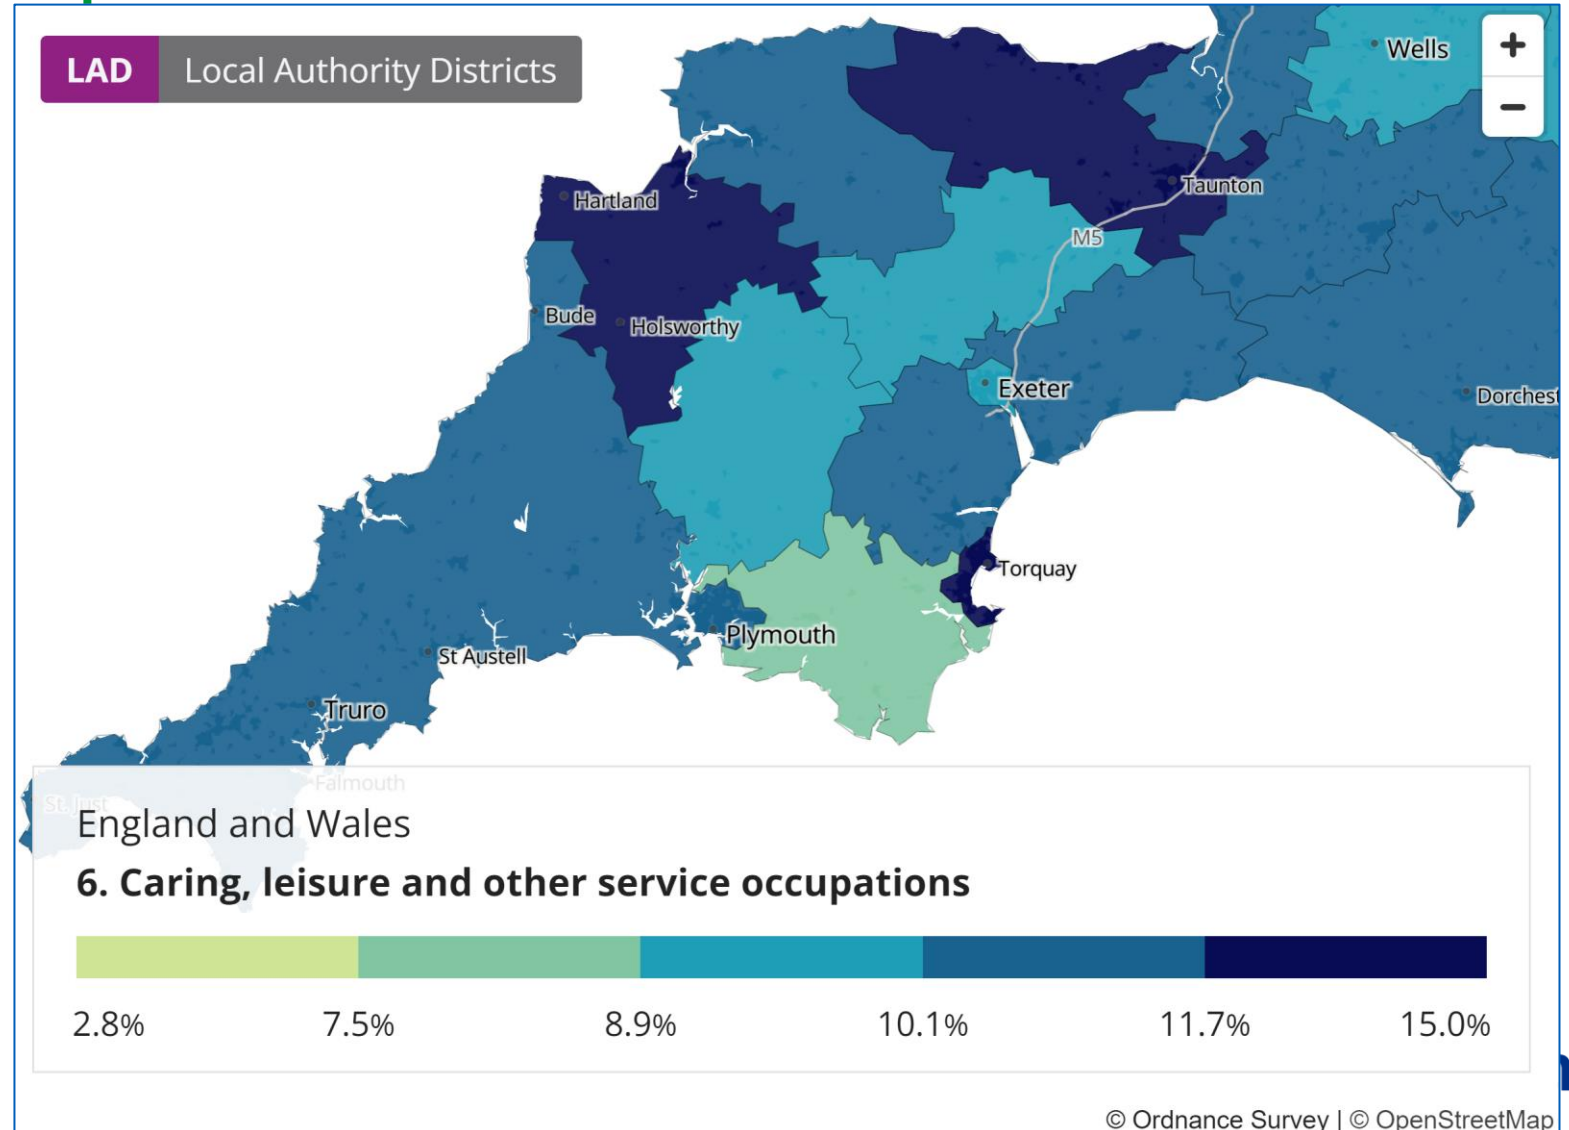 LAD Local Authority Districts
Wells
Hartland
Taunton
M5
Bude
Holsworthy
Exeter
Dorchest
Torquay
Plymouth
St Austell
Truro
Falmouth
St. Just
England and Wales
6. Caring, leisure and other service occupations
2.8% 7.5% 8.9% 10.1% 11.7% 15.0%
© Ordnance Survey | © OpenStreetMap